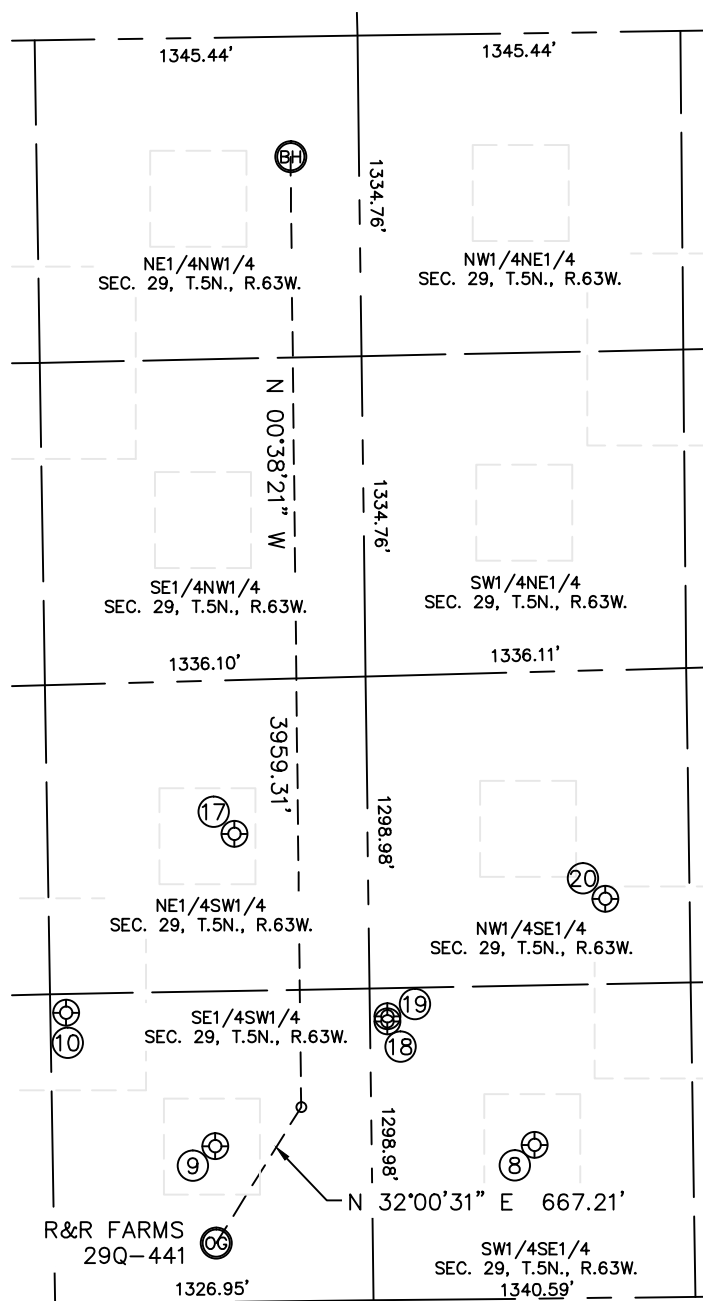 1345.44'
1345.44'
BH
1334.76'
NE1/4NW1/4
SEC. 29, T.5N., R.63W.
NW1/4NE1/4
SEC. 29, T.5N., R.63W.
N 00°38'21" W
1334.76'
SE1/4NW1/4
SEC. 29, T.5N., R.63W.
SW1/4NE1/4
SEC. 29, T.5N., R.63W.
1336.10'
1336.11'
3959.31'
17
1298.98'
20
NE1/4SW1/4
SEC. 29, T.5N., R.63W.
NW1/4SE1/4
SEC. 29, T.5N., R.63W.
19
SE1/4SW1/4
SEC. 29, T.5N., R.63W.
10
18
1298.98'
9
8
N 32°00'31" E 667.21'
R&R FARMS
29Q-441
OG
SW1/4SE1/4
SEC. 29, T.5N., R.63W.
1326.95'
1340.59'